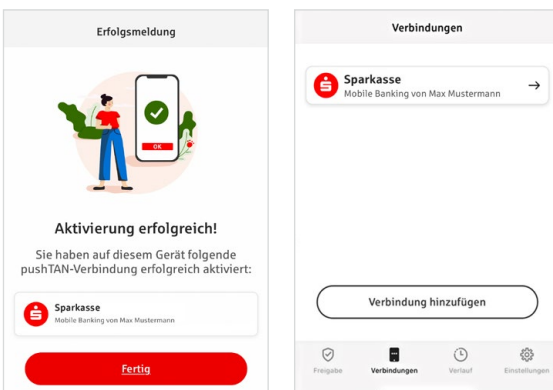 Erfolgsmeldung
OK
Aktivierung erfolgreich!
Sie haben auf diesem Gerät folgende
pushTAN-Verbindung erfolgreich aktiviert:
Sparkasse
Mobile Banking von Max Mustermann
Fertig
Verbindungen
Sparkasse
Mobile Banking von Max Mustermann
Verbindung hinzufügen
Freigabe
Verbindungen
Verlauf
Einstellungen